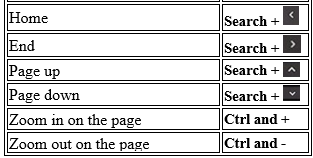 Home Search + <
End Search + >
Page up Search + ^
Page down Search + ⌄
Zoom in on the page Ctrl and +
Zoom out on the page Ctrl and -